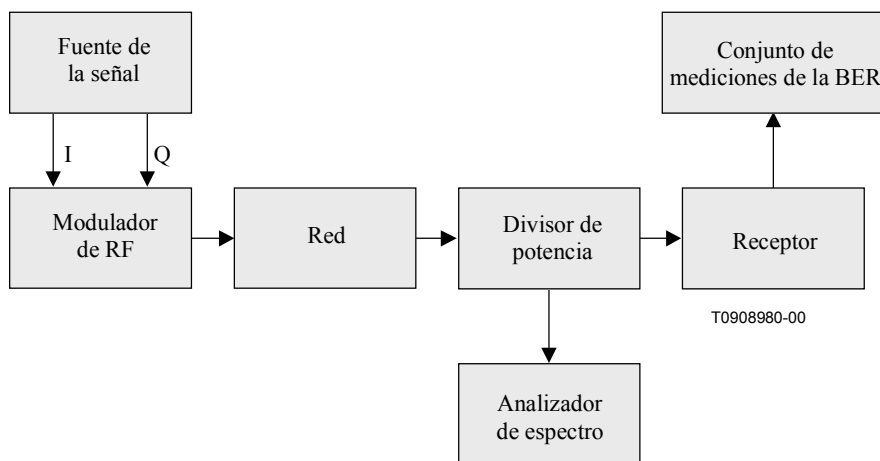 Fuente de
la señal
Conjunto de
mediciones de la BER
I
Q
Modulador
de RF
Red
Divisor de
potencia
Receptor
T0908980-00
Analizador
de espectro